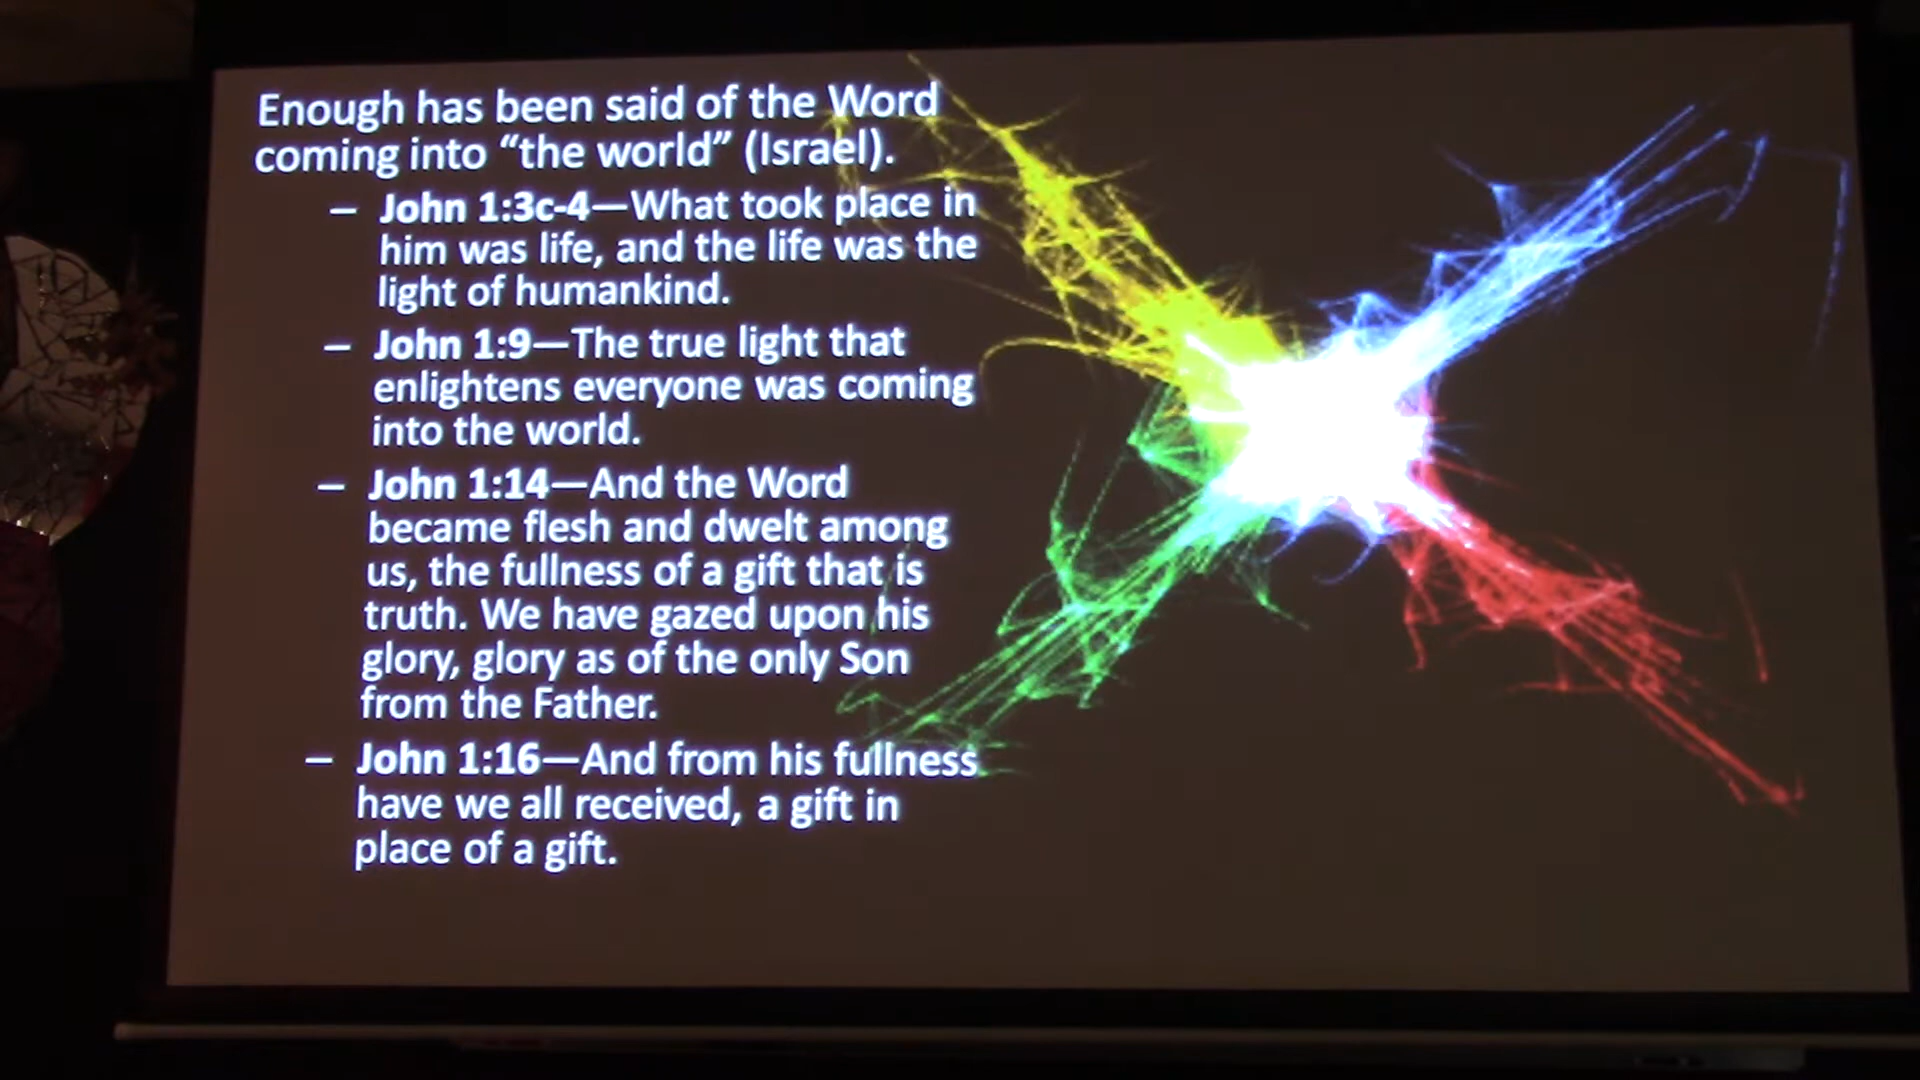 Enough has been said of the Word
coming into “the world” (Israel).
– John 1:3c-4—What took place in
him was life, and the life was the
light of humankind.
– John 1:9—The true light that
enlightens everyone was coming
into the world.
– John 1:14—And the Word
became flesh and dwelt among
us, the fullness of a gift that is
truth. We have gazed upon his
glory, glory as of the only Son
from the Father.
– John 1:16—And from his fullness
have we all received, a gift in
place of a gift.